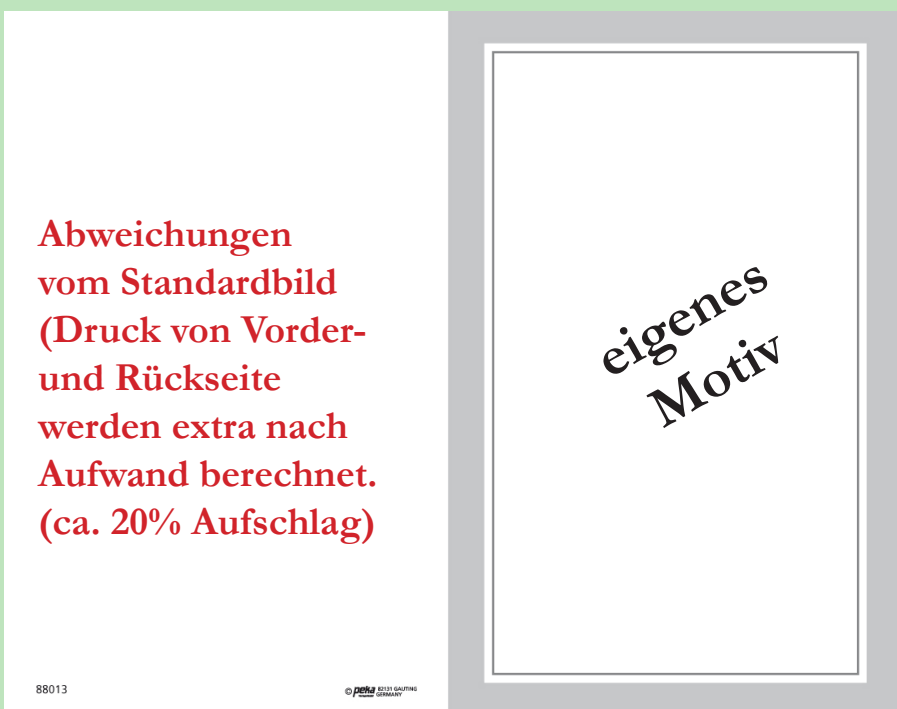 Abweichungen
vom Standardbild
(Druck von Vorder-
und Rückseite
werden extra nach
Aufwand berechnet.
(ca. 20% Aufschlag)
88013
© peka 82131 GAUTING
GERMANY
eigenes
Motiv